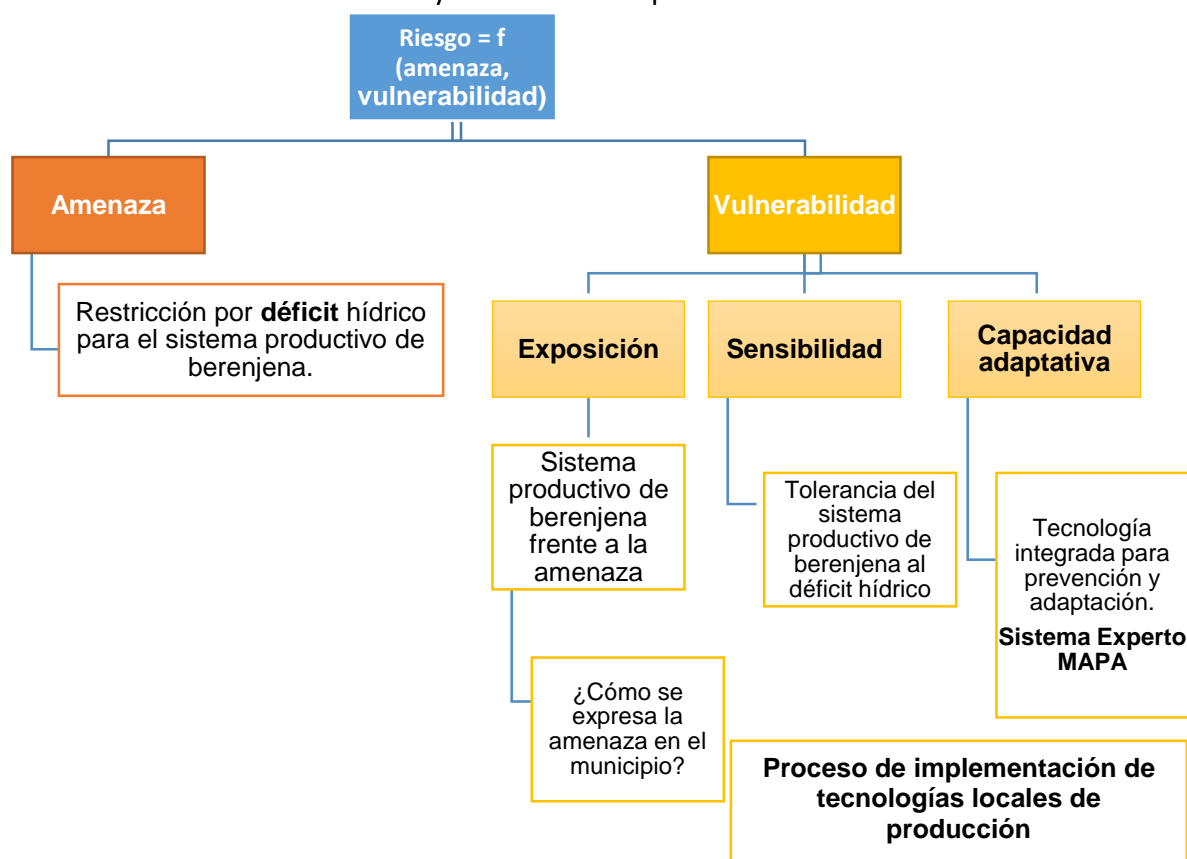 Riesgo = f
(amenaza,
vulnerabilidad)
Amenaza
Vulnerabilidad
Restricción por déficit hídrico
para el sistema productivo de
berenjena.
Exposición
Sensibilidad
Capacidad
adaptativa
Sistema
productivo de
berenjena
frente a la
amenaza
Tolerancia del
sistema
productivo de
berenjena al
déficit hídrico
Tecnología
integrada para
prevención y
adaptación.
Sistema Experto
MAPA
¿Cómo se
expresa la
amenaza en el
municipio?
Proceso de implementación de
tecnologías locales de
producción